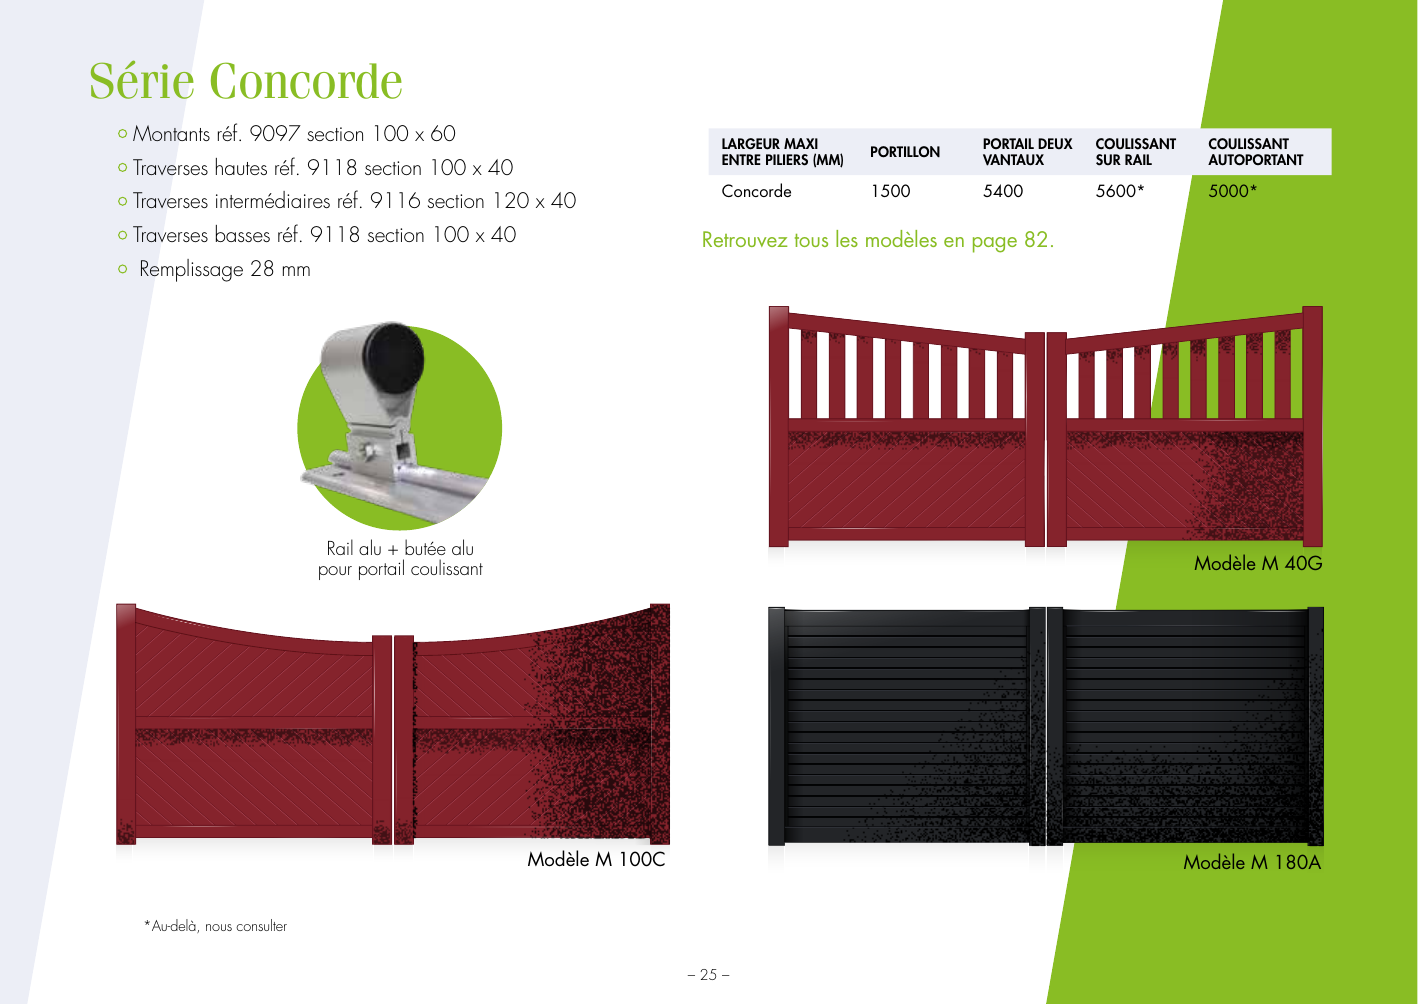 Série Concorde
Montants réf. 9097 section 100 x 60
Traverses hautes réf. 9118 section 100 x 40
Traverses intermédiaires réf. 9116 section 120 x 40
Traverses basses réf. 9118 section 100 x 40
Remplissage 28 mm
Rail alu + butée alu
pour portail coulissant
Modèle M 100C
*Au-delà, nous consulter
LARGEUR MAXI ENTRE PILIERS (MM) PORTILLON PORTAIL DEUX VANTAUX COULISSANT SUR RAIL COULISSANT AUTOPORTANT
Concorde 1500 5400 5600* 5000*
Retrouvez tous les modèles en page 82.
Modèle M 40G
Modèle M 180A
– 25 –